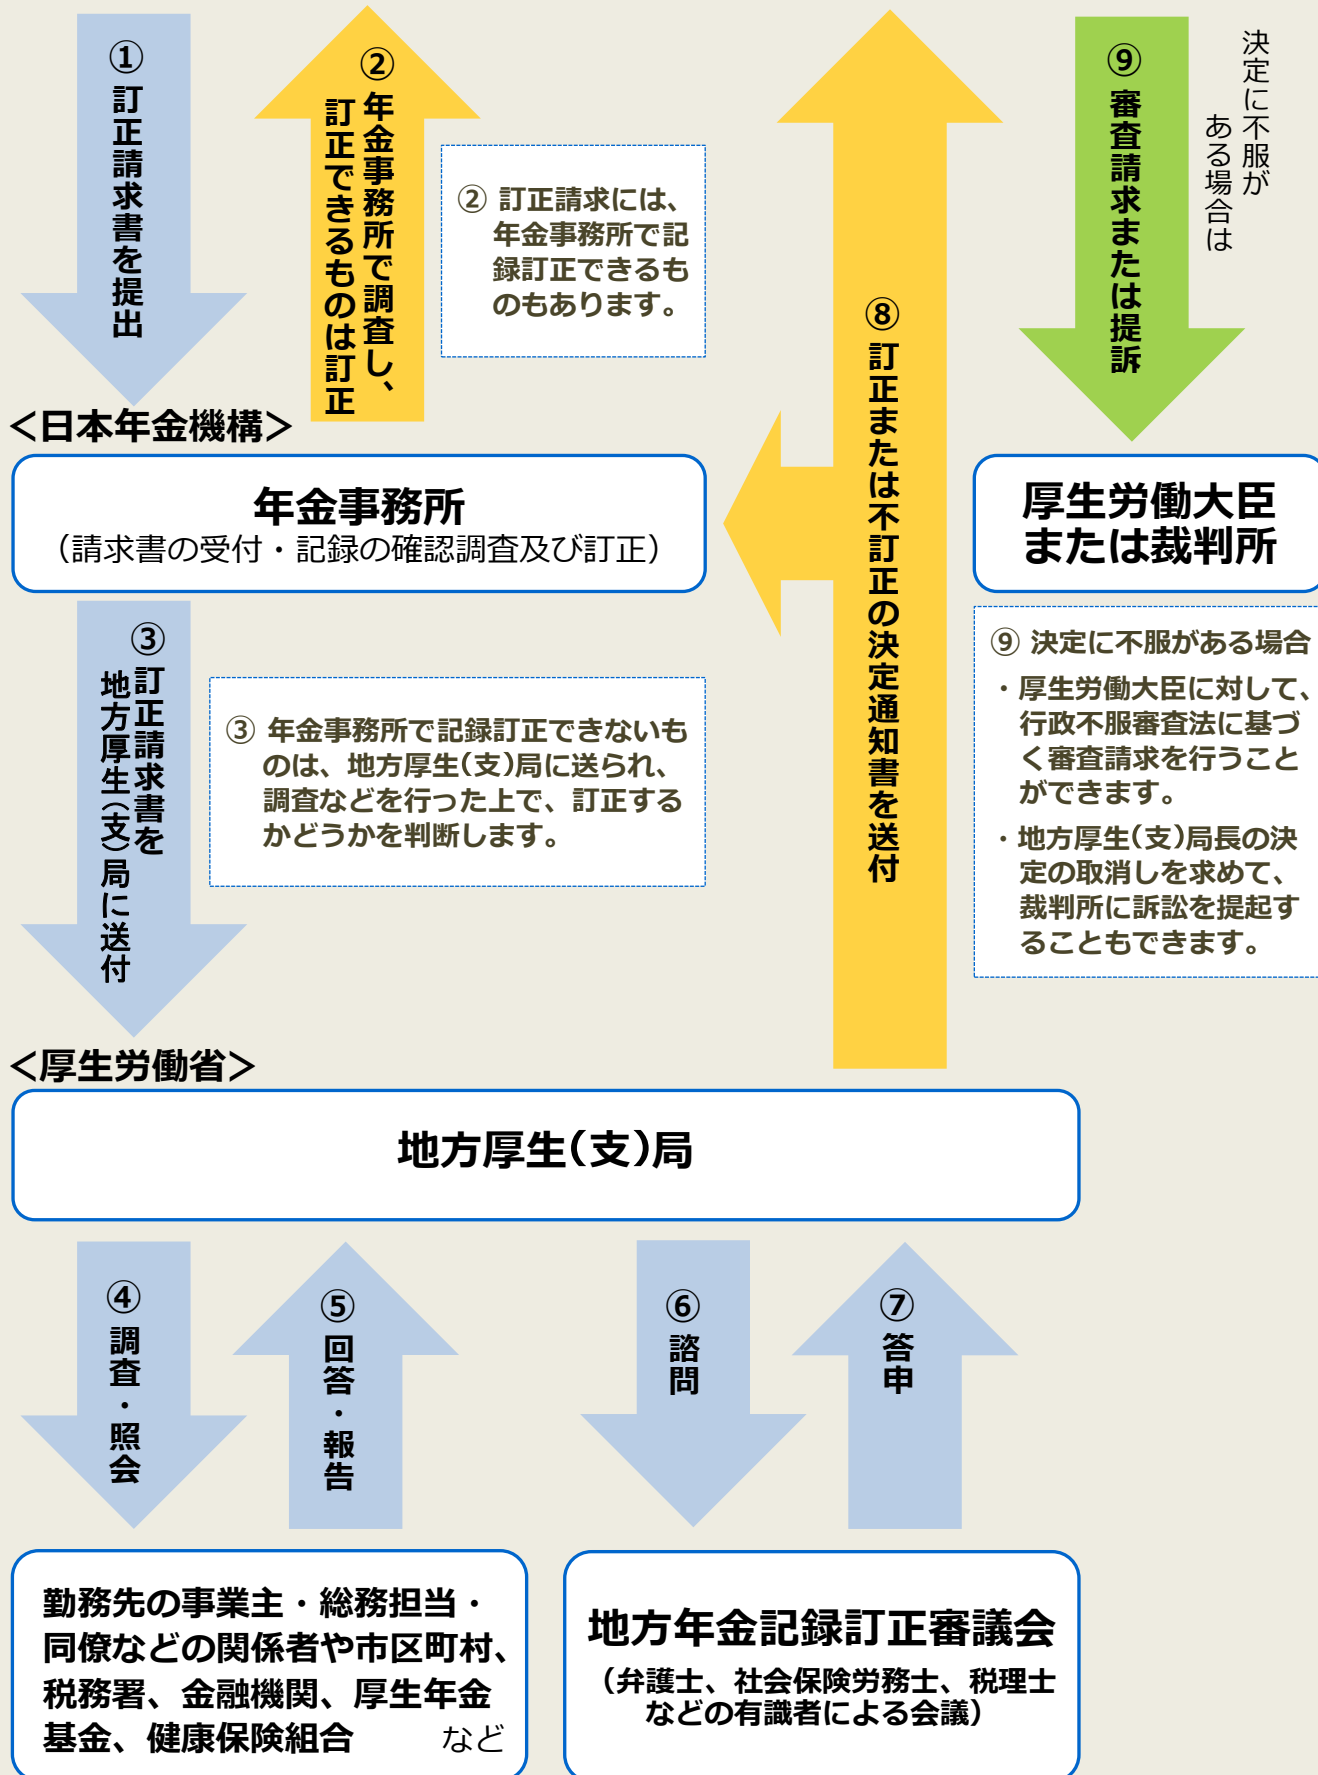 ① 訂正請求書を提出
② 年金事務所で調査し、
訂正できるものは訂正
② 訂正請求には、
年金事務所で記
録訂正できるも
のもあります。
⑧ 訂正または不訂正の決定通知書を送付
⑨ 審査請求または提訴
決定に不服が
ある場合は
<日本年金機構>
年金事務所
(請求書の受付・記録の確認調査及び訂正)
厚生労働大臣
または裁判所
③ 訂正請求書を
地方厚生(支)局に送付
③ 年金事務所で記録訂正できないも
のは、地方厚生(支)局に送られ、
調査などを行った上で、訂正する
かどうかを判断します。
⑨ 決定に不服がある場合
・厚生労働大臣に対して、
行政不服審査法に基づ
く審査請求を行うこと
ができます。
・地方厚生(支)局長の決
定の取消しを求めて、
裁判所に訴訟を提起す
ることもできます。
<厚生労働省>
地方厚生(支)局
④ 調査・照会
⑤ 回答・報告
⑥ 諮問
⑦ 答申
勤務先の事業主・総務担当・
同僚などの関係者や市区町村、
税務署、金融機関、厚生年金
基金、健康保険組合 など
地方年金記録訂正審議会
(弁護士、社会保険労務士、税理士
などの有識者による会議)